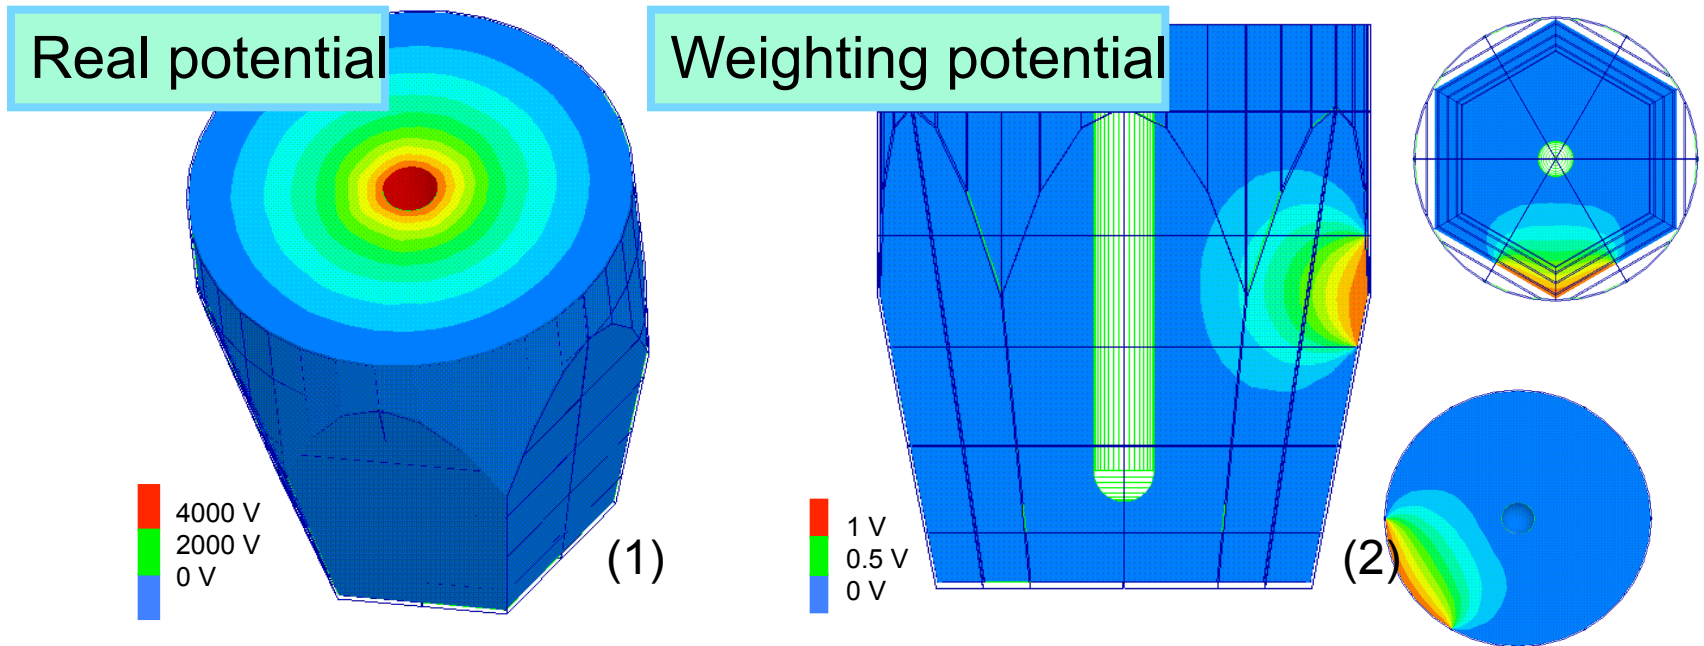 Real potential
Weighting potential
4000 V
2000 V
0 V
(1)
1 V
0.5 V
0 V
(2)